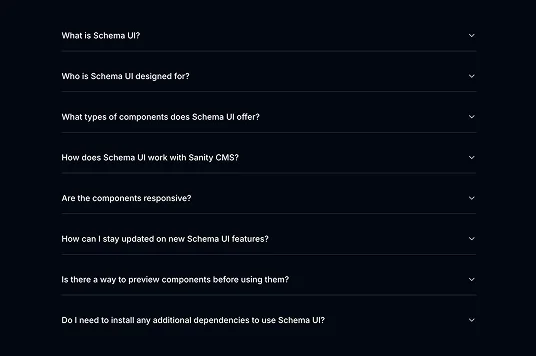 What is Schema UI?
Who is Schema UI designed for?
What types of components does Schema UI offer?
How does Schema UI work with Sanity CMS?
Are the components responsive?
How can I stay updated on new Schema UI features?
Is there a way to preview components before using them?
Do I need to install any additional dependencies to use Schema UI?